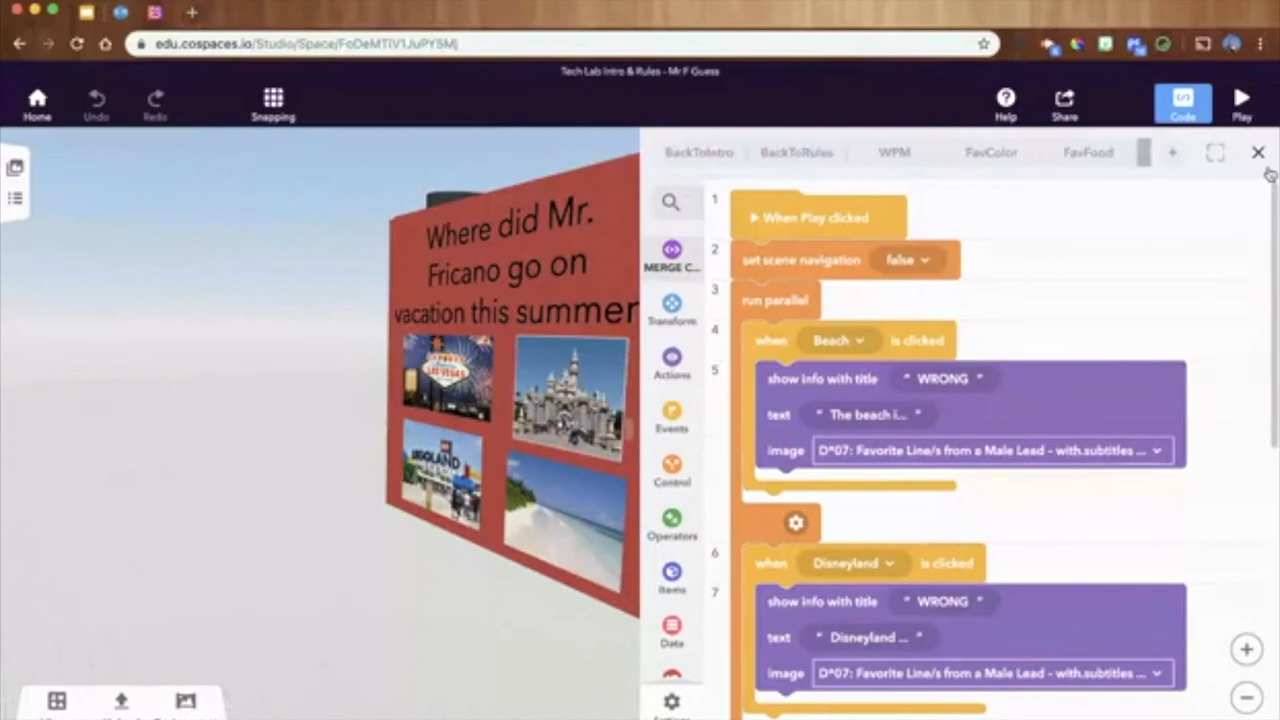 edu.cospaces.io/Studio/Space/FoDeMTiV1JuPY5Mj
Tech Lab Intro & Rules - Mr F Guess
Home
Undo
Redo
Snapping
Help
Share
Code
Play
BackToIntro
BackToRules
WPM
FavColor
FavFood
Where did Mr.
Fricano go on
vacation this summer
LAS VEGAS
LEGOLAND
MERGE C...
Transform
Actions
Events
Control
Operators
Items
Data
1
When Play clicked
2
set scene navigation false
3
run parallel
4
when Beach is clicked
5
show info with title " WRONG "
text " The beach i... "
image D*07: Favorite Line/s from a Male Lead - with.subtitles ...
6
when Disneyland is clicked
7
show info with title " WRONG "
text " Disneyland ... "
image D*07: Favorite Line/s from a Male Lead - with.subtitles ...